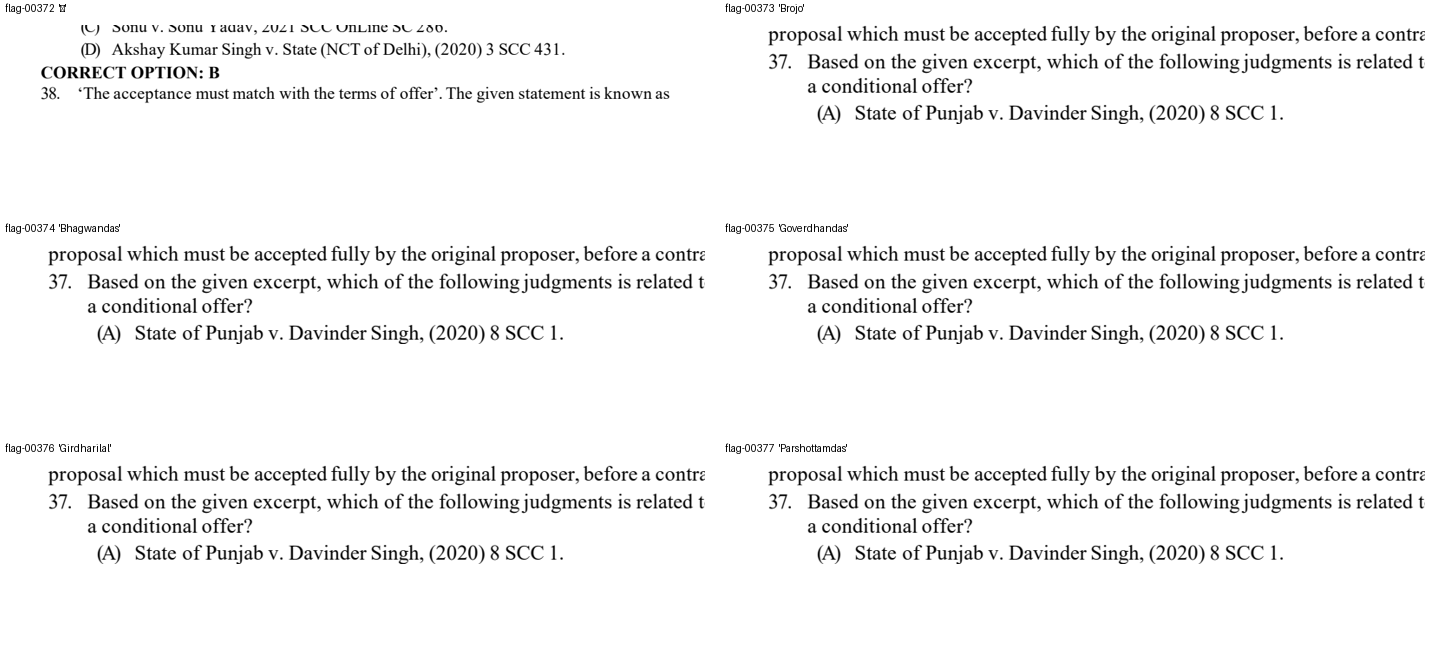 flag-00372 'ਬ'
(C) Sonu v. Sonu Yadav, 2021 SCC OnLine SC 286.
(D) Akshay Kumar Singh v. State (NCT of Delhi), (2020) 3 SCC 431.
CORRECT OPTION: B
38. ‘The acceptance must match with the terms of offer’. The given statement is known as
flag-00373 'Brojo'
proposal which must be accepted fully by the original proposer, before a contra
37. Based on the given excerpt, which of the following judgments is related t
a conditional offer?
(A) State of Punjab v. Davinder Singh, (2020) 8 SCC 1.
flag-00374 'Bhagwandas'
proposal which must be accepted fully by the original proposer, before a contra
37. Based on the given excerpt, which of the following judgments is related t
a conditional offer?
(A) State of Punjab v. Davinder Singh, (2020) 8 SCC 1.
flag-00375 'Goverdhandas'
proposal which must be accepted fully by the original proposer, before a contra
37. Based on the given excerpt, which of the following judgments is related t
a conditional offer?
(A) State of Punjab v. Davinder Singh, (2020) 8 SCC 1.
flag-00376 'Girdharilal'
proposal which must be accepted fully by the original proposer, before a contra
37. Based on the given excerpt, which of the following judgments is related t
a conditional offer?
(A) State of Punjab v. Davinder Singh, (2020) 8 SCC 1.
flag-00377 'Parshottamdas'
proposal which must be accepted fully by the original proposer, before a contra
37. Based on the given excerpt, which of the following judgments is related t
a conditional offer?
(A) State of Punjab v. Davinder Singh, (2020) 8 SCC 1.